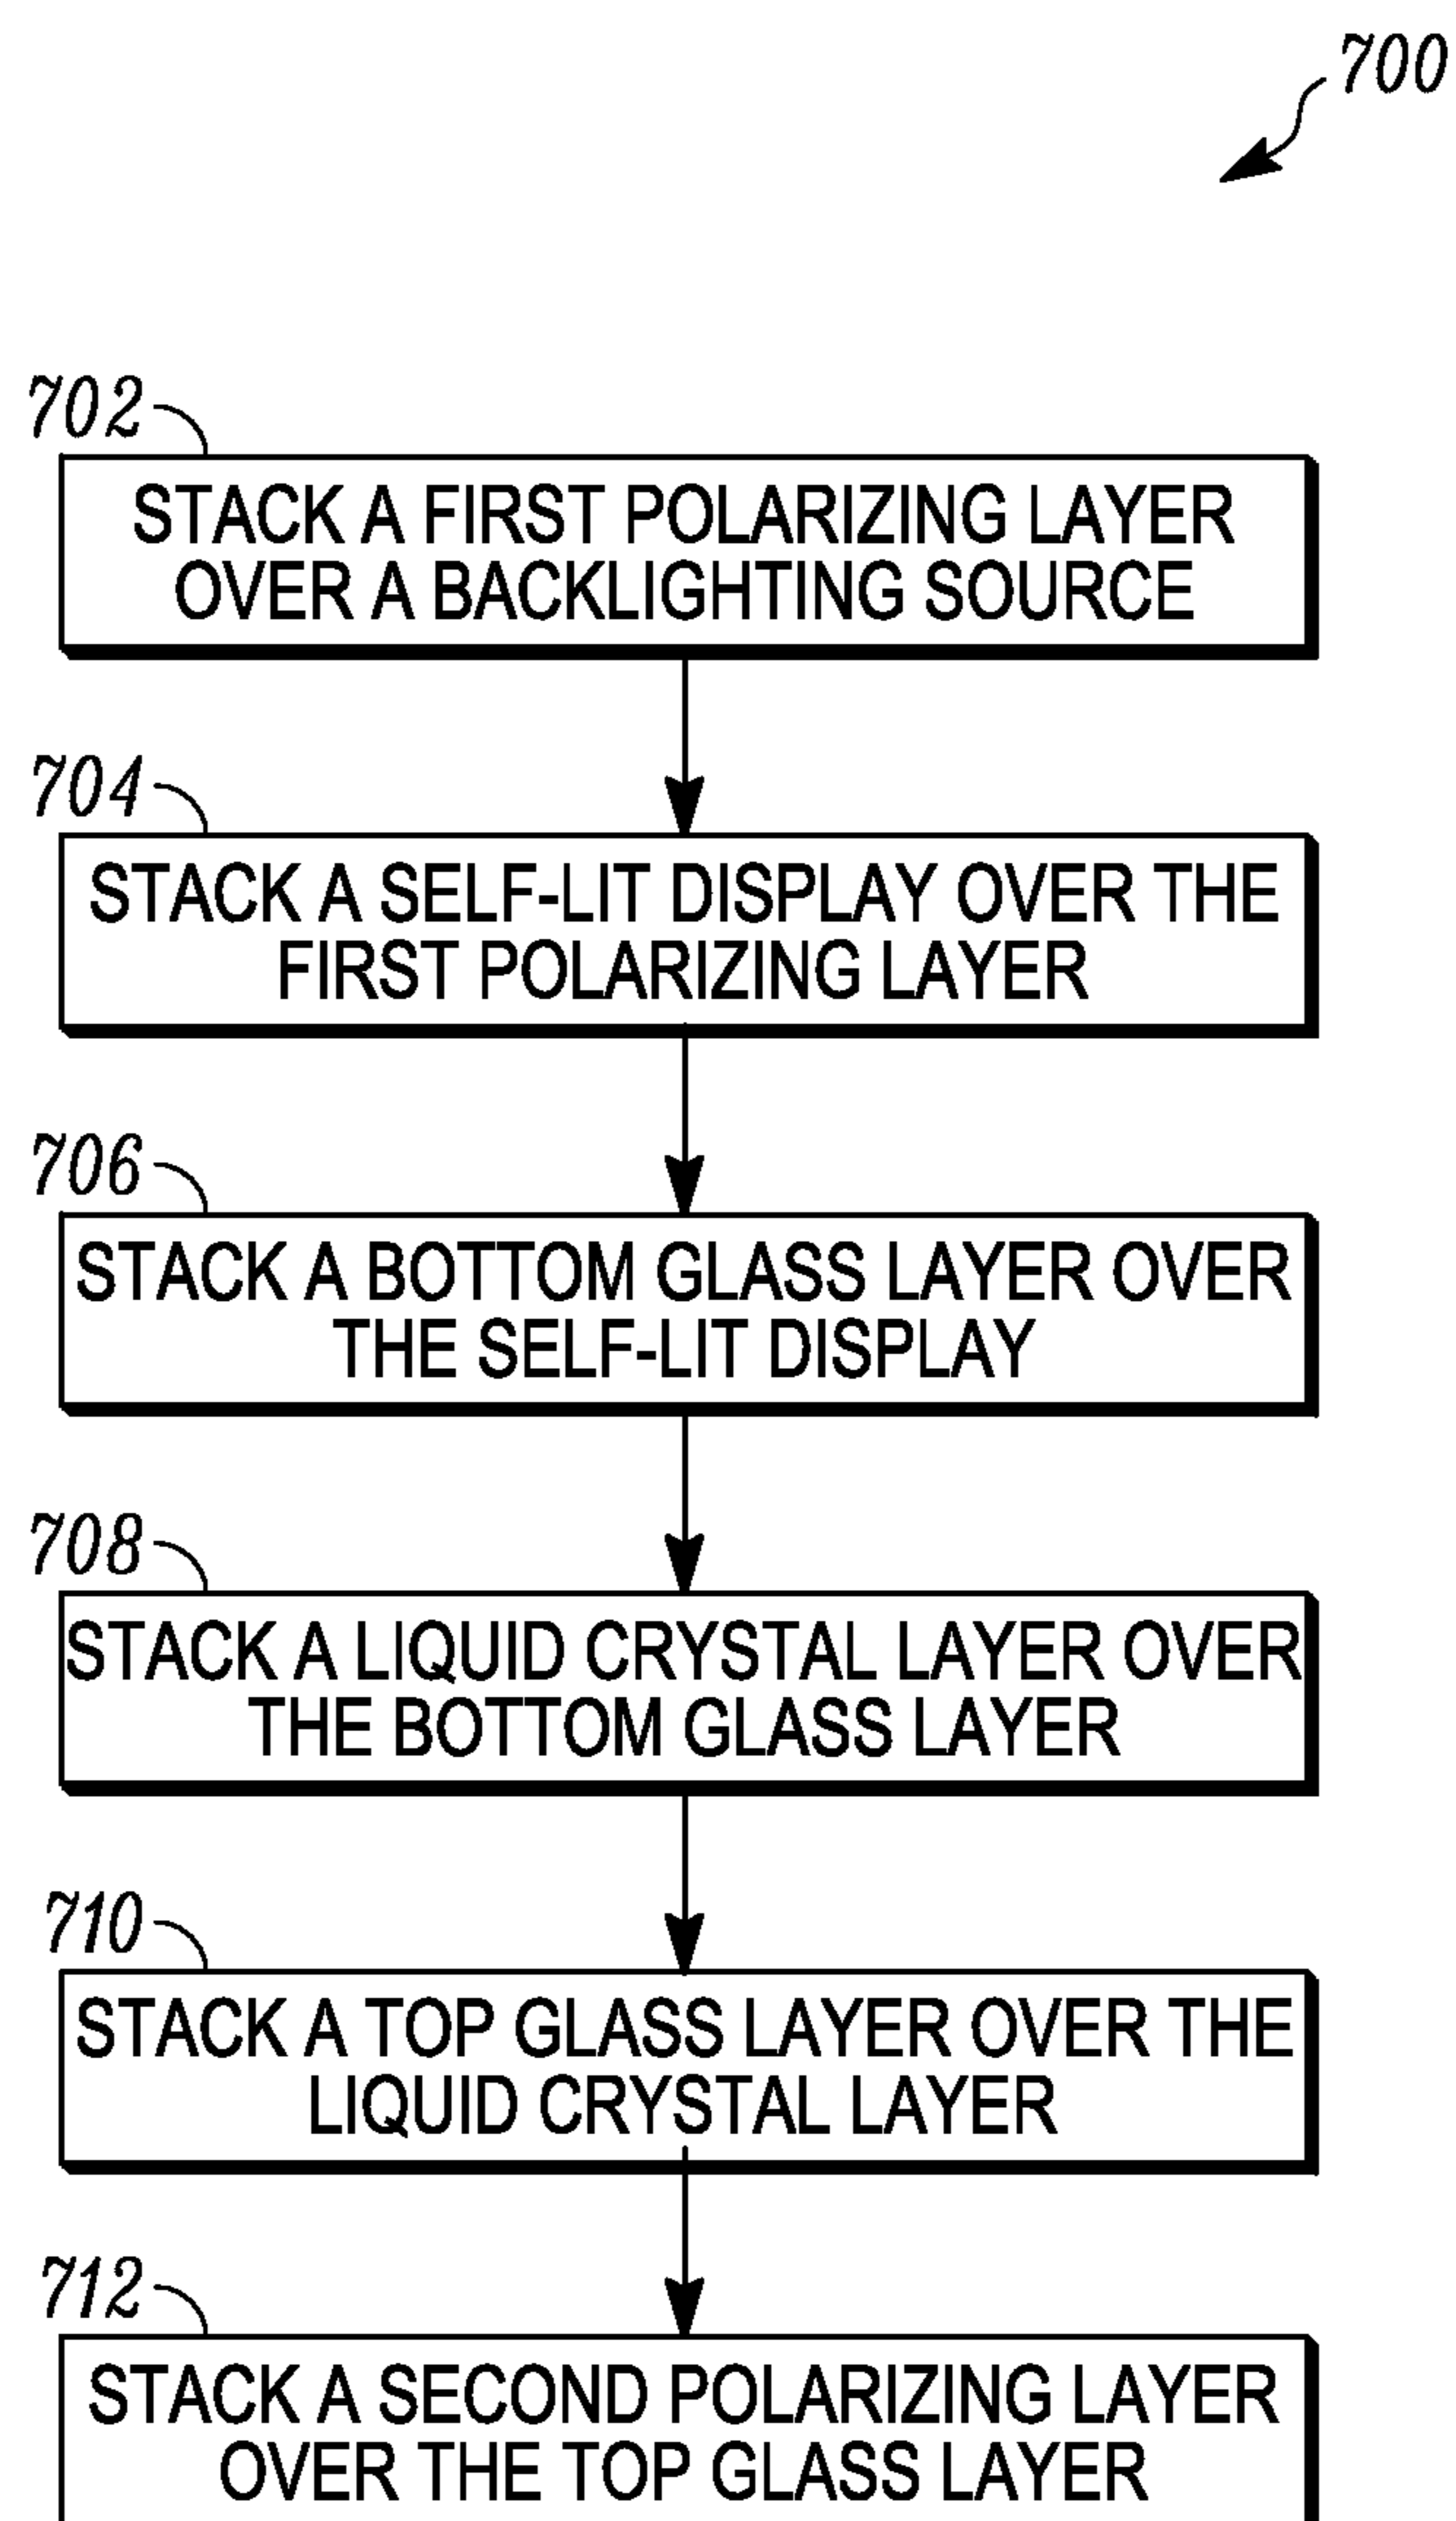 700
702
STACK A FIRST POLARIZING LAYER
OVER A BACKLIGHTING SOURCE
704
STACK A SELF-LIT DISPLAY OVER THE
FIRST POLARIZING LAYER
706
STACK A BOTTOM GLASS LAYER OVER
THE SELF-LIT DISPLAY
708
STACK A LIQUID CRYSTAL LAYER OVER
THE BOTTOM GLASS LAYER
710
STACK A TOP GLASS LAYER OVER THE
LIQUID CRYSTAL LAYER
712
STACK A SECOND POLARIZING LAYER
OVER THE TOP GLASS LAYER